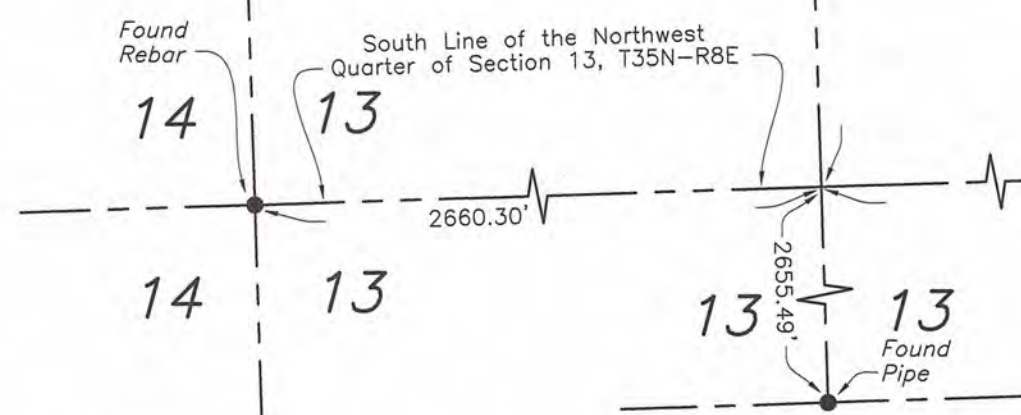 Found
Rebar
South Line of the Northwest
Quarter of Section 13, T35N-R8E
14
13
2660.30'
14
13
2655.49'
13
13
Found
Pipe